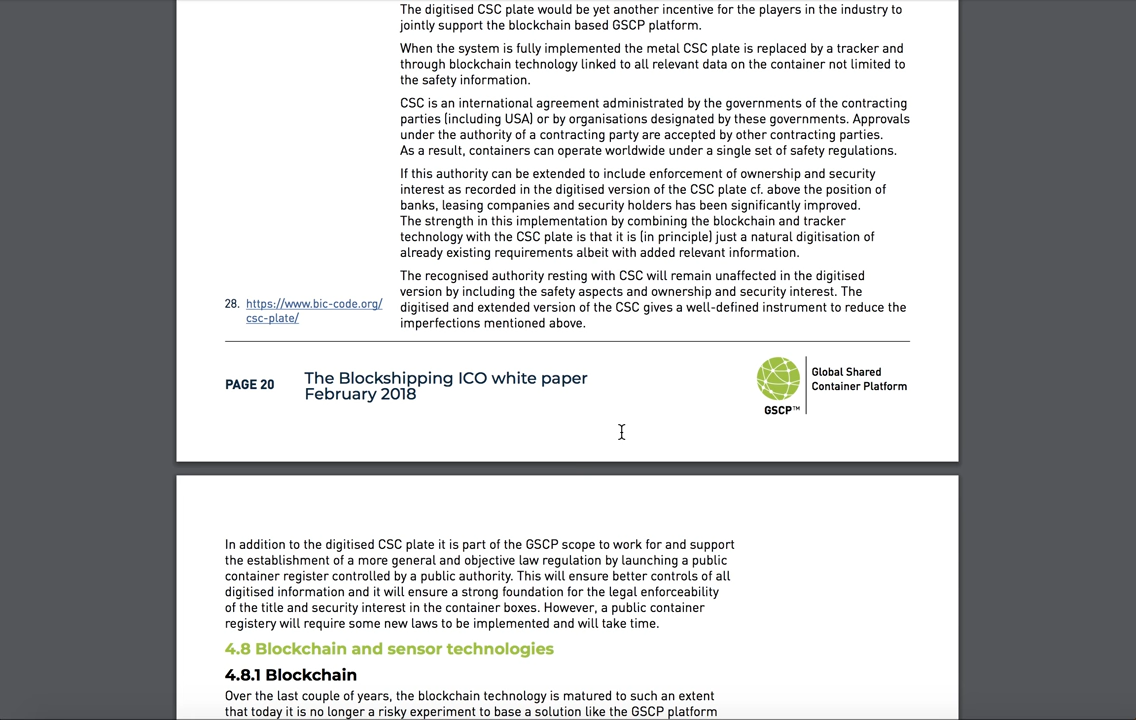 The digitised CSC plate would be yet another incentive for the players in the industry to
jointly support the blockchain based GSCP platform.
When the system is fully implemented the metal CSC plate is replaced by a tracker and
through blockchain technology linked to all relevant data on the container not limited to
the safety information.
CSC is an international agreement administrated by the governments of the contracting
parties (including USA) or by organisations designated by these governments. Approvals
under the authority of a contracting party are accepted by other contracting parties.
As a result, containers can operate worldwide under a single set of safety regulations.
If this authority can be extended to include enforcement of ownership and security
interest as recorded in the digitised version of the CSC plate cf. above the position of
banks, leasing companies and security holders has been significantly improved.
The strength in this implementation by combining the blockchain and tracker
technology with the CSC plate is that it is (in principle) just a natural digitisation of
already existing requirements albeit with added relevant information.
The recognised authority resting with CSC will remain unaffected in the digitised
version by including the safety aspects and ownership and security interest. The
digitised and extended version of the CSC gives a well-defined instrument to reduce the
imperfections mentioned above.
28. https://www.bic-code.org/
csc-plate/
PAGE 20
The Blockshipping ICO white paper
February 2018
GSCP™
Global Shared
Container Platform
In addition to the digitised CSC plate it is part of the GSCP scope to work for and support
the establishment of a more general and objective law regulation by launching a public
container register controlled by a public authority. This will ensure better controls of all
digitised information and it will ensure a strong foundation for the legal enforceability
of the title and security interest in the container boxes. However, a public container
registery will require some new laws to be implemented and will take time.
4.8 Blockchain and sensor technologies
4.8.1 Blockchain
Over the last couple of years, the blockchain technology is matured to such an extent
that today it is no longer a risky experiment to base a solution like the GSCP platform